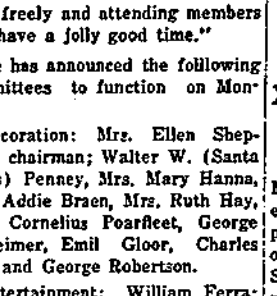 freely and attending members
have a jolly good time."
has announced the following
mittees to function on Mon-
coration: Mrs. Ellen Shep-
chairman; Walter W. (Santa
s) Penney, Mrs. Mary Hanna,
Addie Braen, Mrs. Ruth Hay,
Cornelius Poarfleet, George
eimer, Emil Gloor, Charles
and George Robertson.
tertainment: William Ferra-